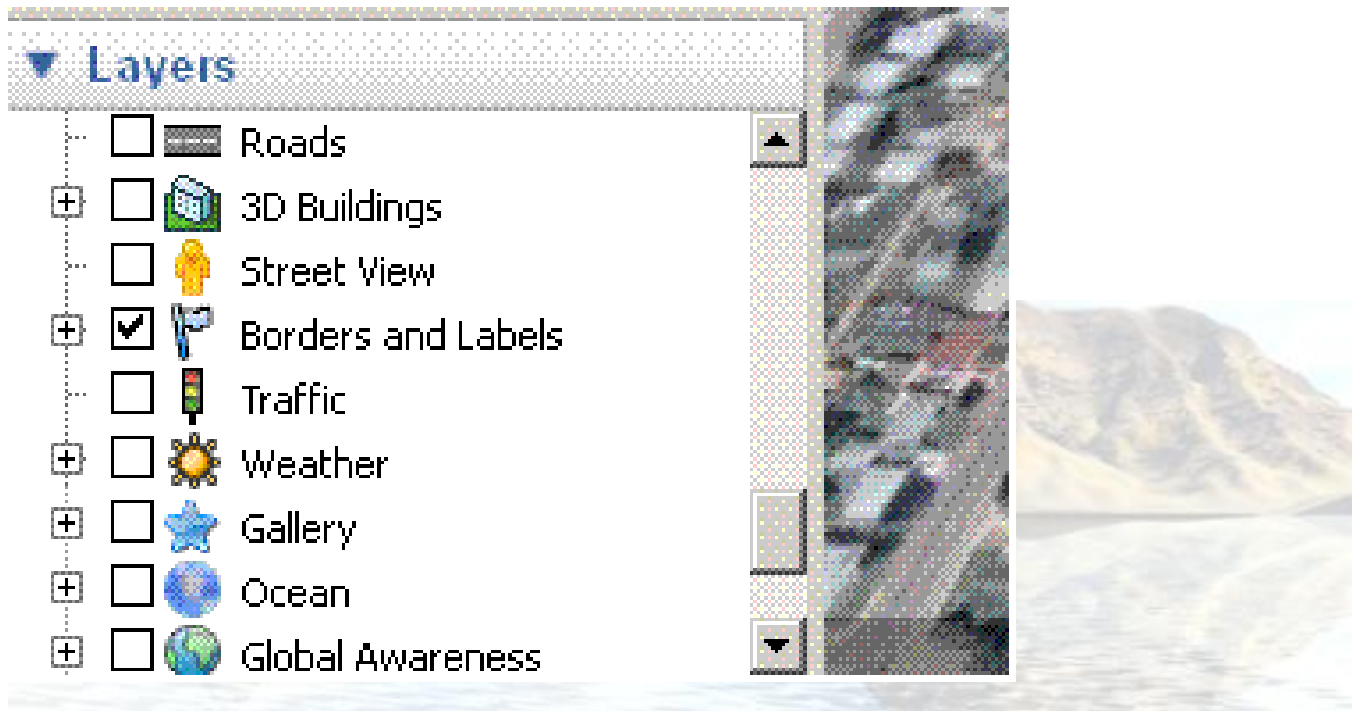 Layers
Roads
3D Buildings
Street View
Borders and Labels
Traffic
Weather
Gallery
Ocean
Global Awareness